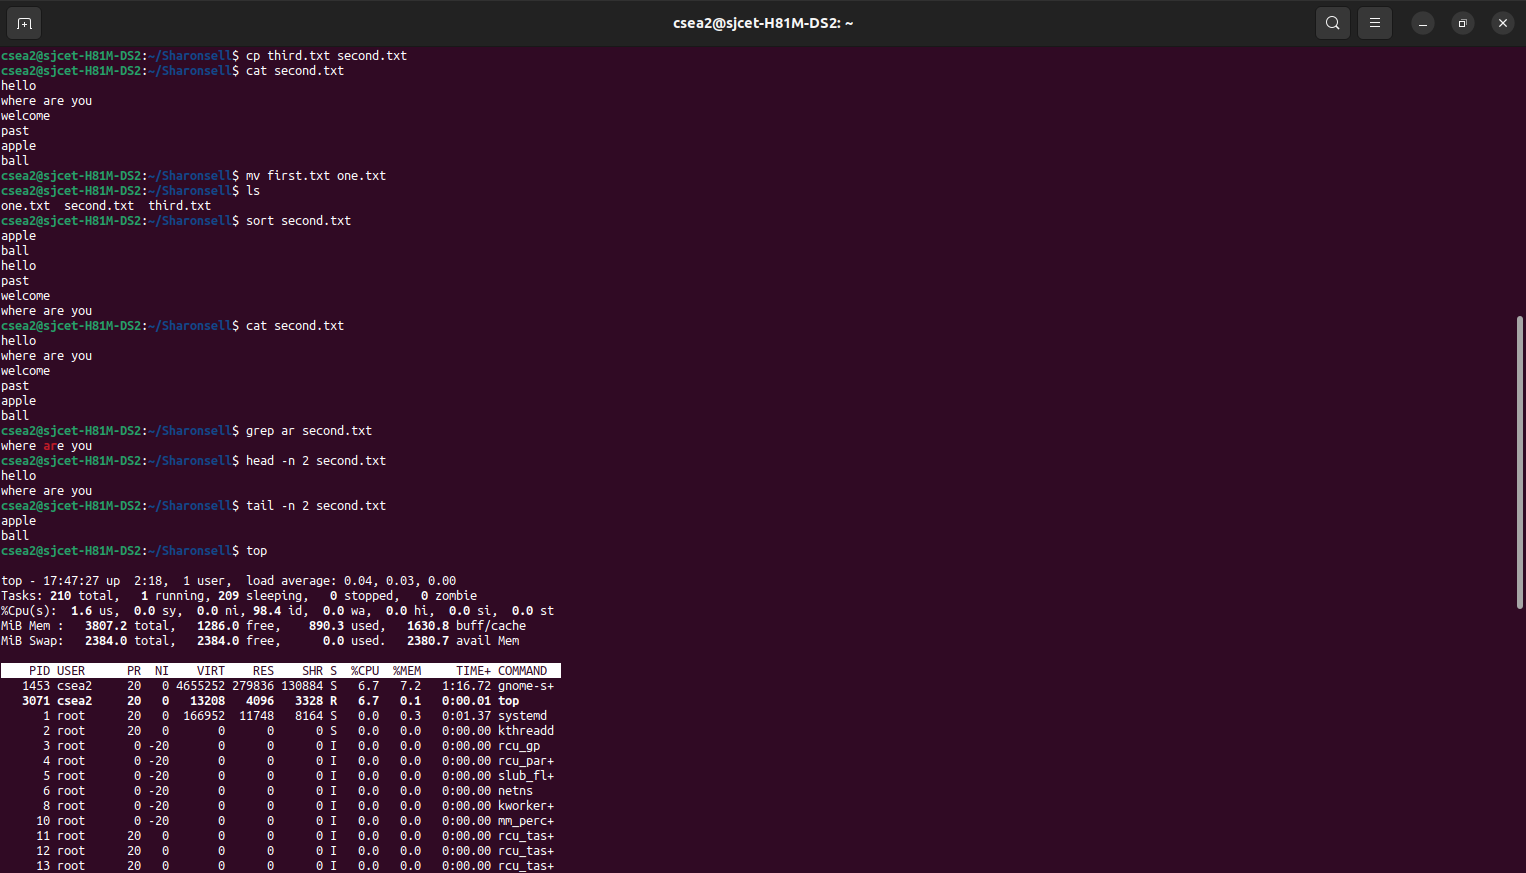 csea2@sjcet-H81M-DS2: ~
csea2@sjcet-H81M-DS2:~/Sharonsell$ cp third.txt second.txt
csea2@sjcet-H81M-DS2:~/Sharonsell$ cat second.txt
hello
where are you
welcome
past
apple
ball
csea2@sjcet-H81M-DS2:~/Sharonsell$ mv first.txt one.txt
csea2@sjcet-H81M-DS2:~/Sharonsell$ ls
one.txt  second.txt  third.txt
csea2@sjcet-H81M-DS2:~/Sharonsell$ sort second.txt
apple
ball
hello
past
welcome
where are you
csea2@sjcet-H81M-DS2:~/Sharonsell$ cat second.txt
hello
where are you
welcome
past
apple
ball
csea2@sjcet-H81M-DS2:~/Sharonsell$ grep ar second.txt
where are you
csea2@sjcet-H81M-DS2:~/Sharonsell$ head -n 2 second.txt
hello
where are you
csea2@sjcet-H81M-DS2:~/Sharonsell$ tail -n 2 second.txt
apple
ball
csea2@sjcet-H81M-DS2:~/Sharonsell$ top
top - 17:47:27 up  2:18,  1 user,  load average: 0.04, 0.03, 0.00
Tasks: 210 total,   1 running, 209 sleeping,   0 stopped,   0 zombie
%Cpu(s):  1.6 us,  0.0 sy,  0.0 ni, 98.4 id,  0.0 wa,  0.0 hi,  0.0 si,  0.0 st
MiB Mem :   3807.2 total,   1286.0 free,    890.3 used,   1630.8 buff/cache
MiB Swap:   2384.0 total,   2384.0 free,      0.0 used.   2380.7 avail Mem
    PID USER      PR  NI    VIRT    RES    SHR S  %CPU  %MEM     TIME+ COMMAND
   1453 csea2     20   0 4655252 279836 130884 S   6.7   7.2   1:16.72 gnome-s+
   3071 csea2     20   0   13208   4096   3328 R   6.7   0.1   0:00.01 top
      1 root      20   0  166952  11748   8164 S   0.0   0.3   0:01.37 systemd
      2 root      20   0       0      0      0 S   0.0   0.0   0:00.00 kthreadd
      3 root       0 -20       0      0      0 I   0.0   0.0   0:00.00 rcu_gp
      4 root       0 -20       0      0      0 I   0.0   0.0   0:00.00 rcu_par+
      5 root       0 -20       0      0      0 I   0.0   0.0   0:00.00 slub_fl+
      6 root       0 -20       0      0      0 I   0.0   0.0   0:00.00 netns
      8 root       0 -20       0      0      0 I   0.0   0.0   0:00.00 kworker+
     10 root       0 -20       0      0      0 I   0.0   0.0   0:00.00 mm_perc+
     11 root      20   0       0      0      0 I   0.0   0.0   0:00.00 rcu_tas+
     12 root      20   0       0      0      0 I   0.0   0.0   0:00.00 rcu_tas+
     13 root      20   0       0      0      0 I   0.0   0.0   0:00.00 rcu_tas+